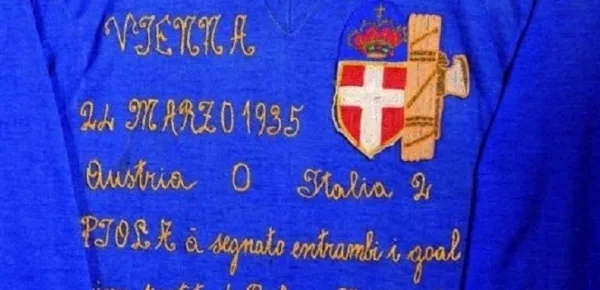 VIENNA
24 MARZO 1935
Austria 0 Italia 2
PIOLA à segnato entrambi i goal